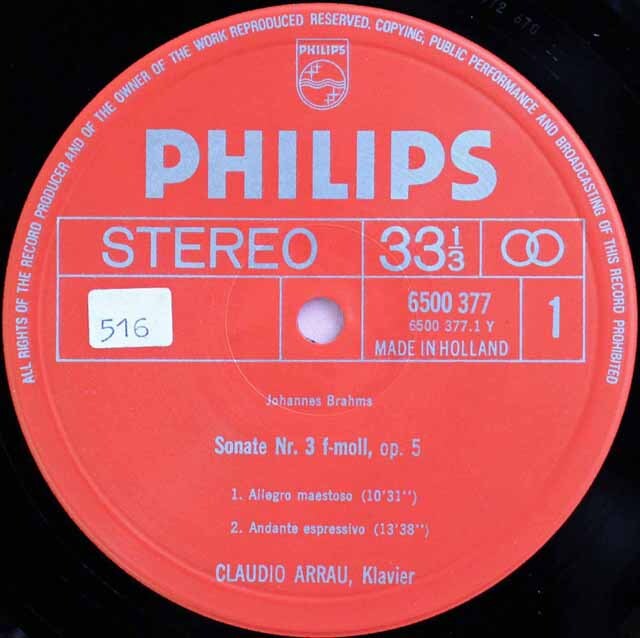 ALL RIGHTS OF THE RECORD PRODUCER AND OF THE OWNER OF THE WORK REPRODUCED RESERVED. COPYING, PUBLIC PERFORMANCE AND BROADCASTING OF THIS RECORD PROHIBITED
PHILIPS
PHILIPS
STEREO 33⅓
516 6500 377 1
6500 377.1 Y
MADE IN HOLLAND
Johannes Brahms
Sonate Nr. 3 f-moll, op. 5
1. Allegro maestoso (10'31'')
2. Andante espressivo (13'38'')
CLAUDIO ARRAU, Klavier